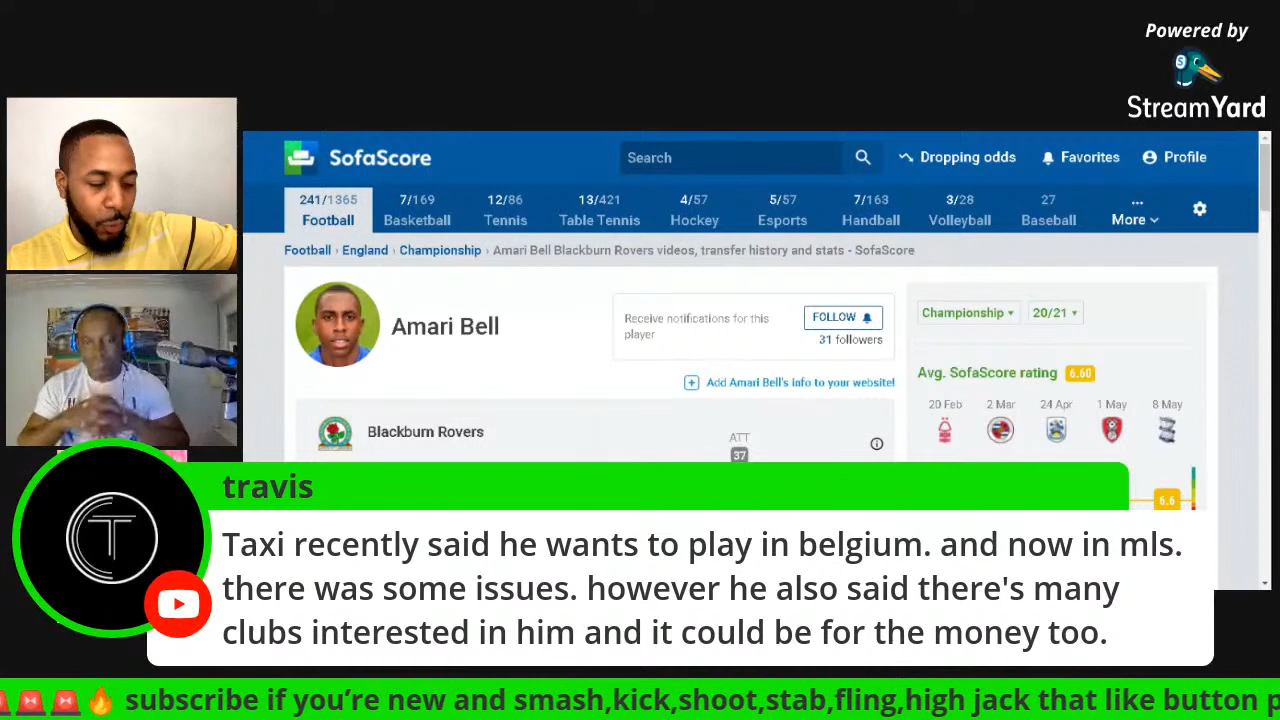 Powered by
StreamYard
SofaScore
Search
Dropping odds
Favorites
Profile
241/1365
Football
7/169
Basketball
12/86
Tennis
13/421
Table Tennis
4/57
Hockey
5/57
Esports
7/163
Handball
3/28
Volleyball
27
Baseball
...
More
Football › England › Championship › Amari Bell Blackburn Rovers videos, transfer history and stats - SofaScore
Amari Bell
Receive notifications for this
player
FOLLOW
31 followers
Add Amari Bell's info to your website!
Blackburn Rovers
ATT
37
Championship
20/21
Avg. SofaScore rating 6.60
20 Feb 2 Mar 24 Apr 1 May 8 May
6.6
T
travis
Taxi recently said he wants to play in belgium. and now in mls.
there was some issues. however he also said there's many
clubs interested in him and it could be for the money too.
subscribe if you’re new and smash,kick,shoot,stab,fling,high jack that like button p